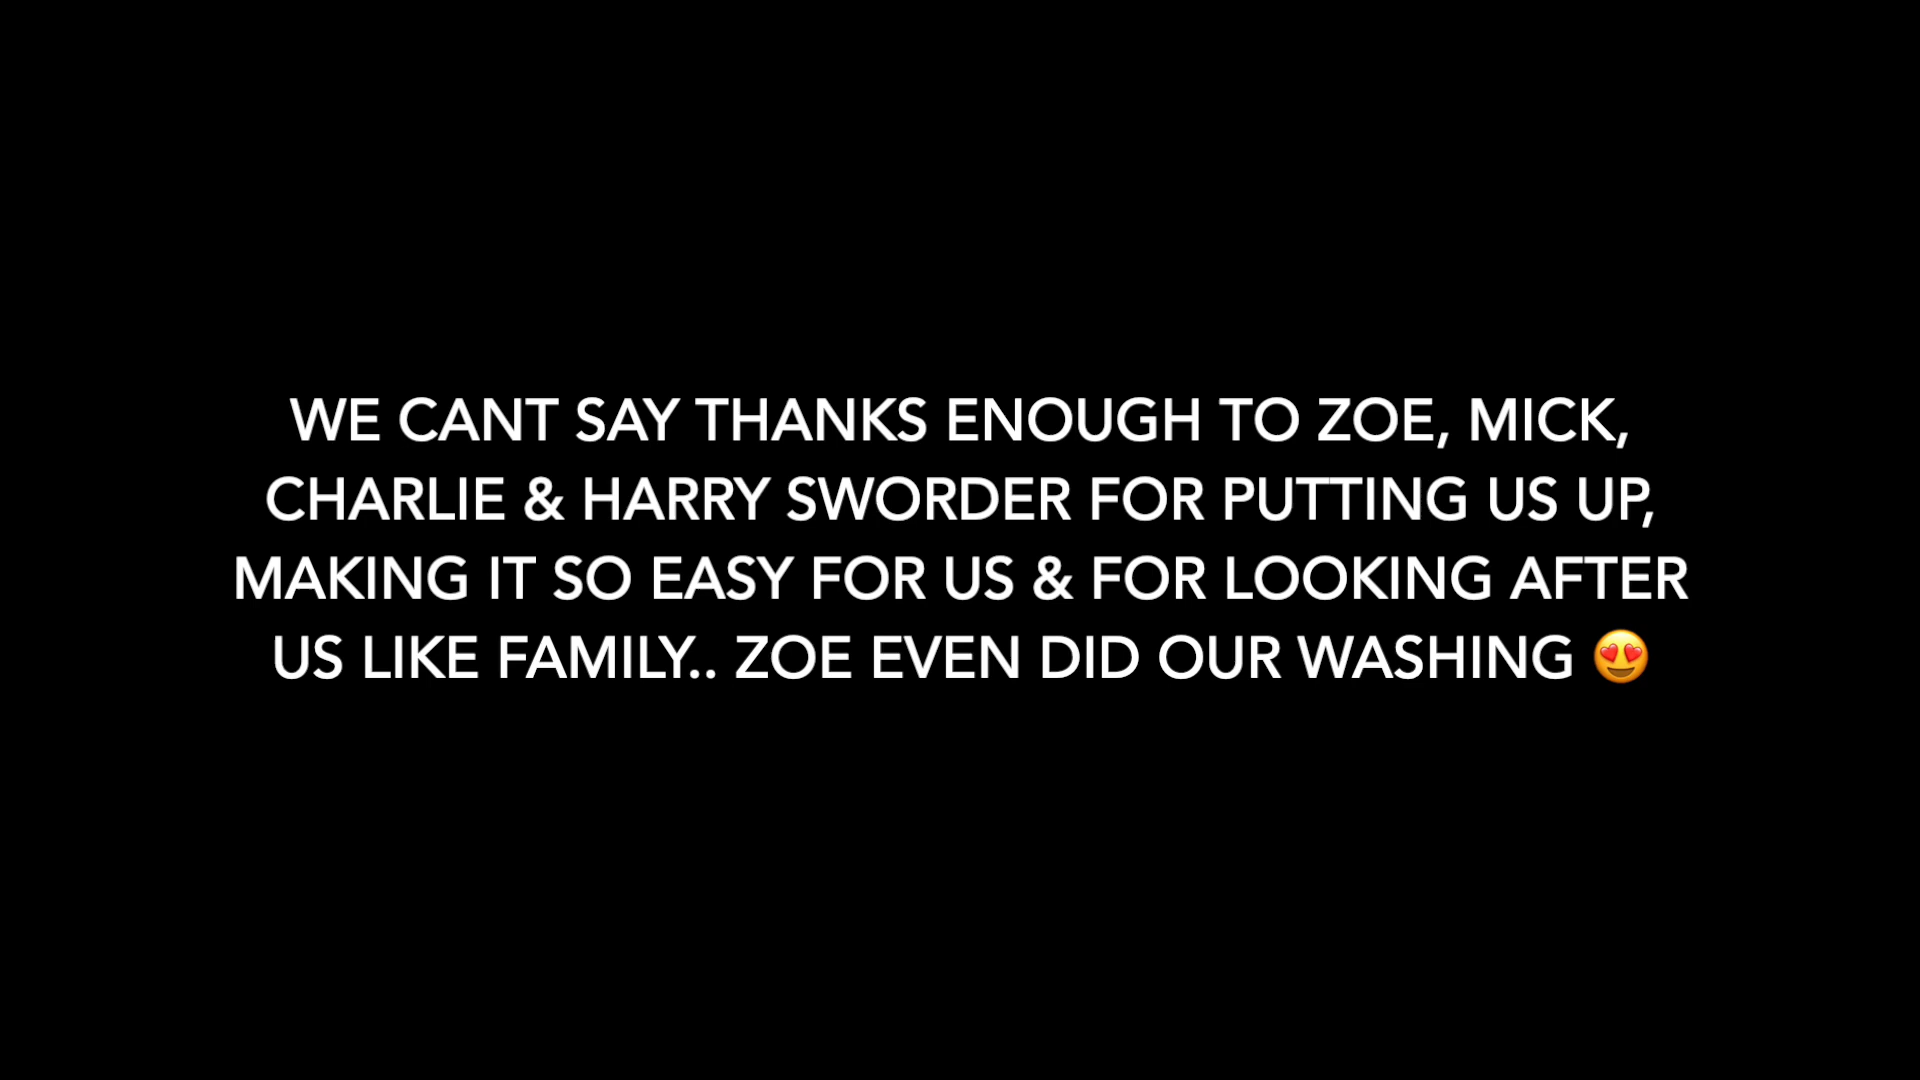 WE CANT SAY THANKS ENOUGH TO ZOE, MICK,
CHARLIE & HARRY SWORDER FOR PUTTING US UP,
MAKING IT SO EASY FOR US & FOR LOOKING AFTER
US LIKE FAMILY.. ZOE EVEN DID OUR WASHING 😍